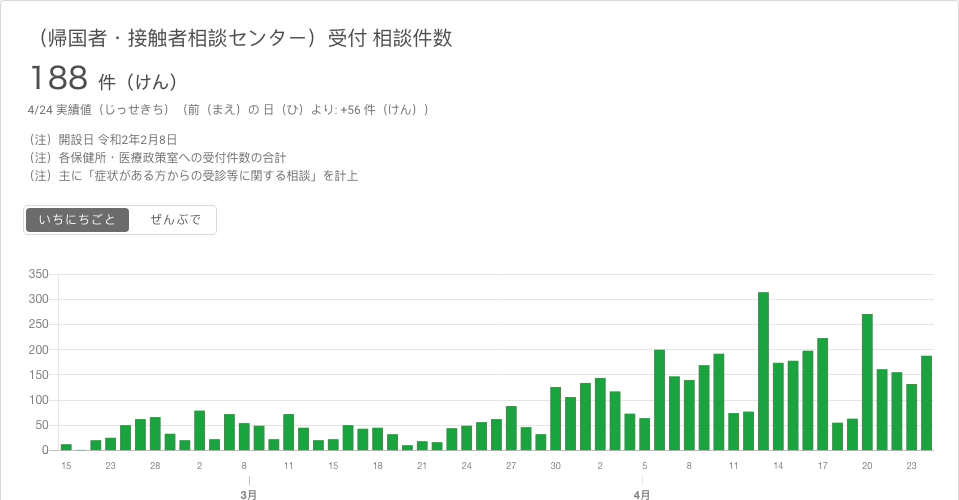 （帰国者・接触者相談センター）受付 相談件数
188 件（けん）
4/24 実績値（じっせきち）（前（まえ）の 日（ひ）より: +56 件（けん））
（注）開設日 令和2年2月8日
（注）各保健所・医療政策室への受付件数の合計
（注）主に「症状がある方からの受診等に関する相談」を計上
いちにちごと ぜんぶで
350
300
250
200
150
100
50
0
15 23 28 2 8 11 15 18 21 24 27 30 2 5 8 11 14 17 20 23
3月 4月